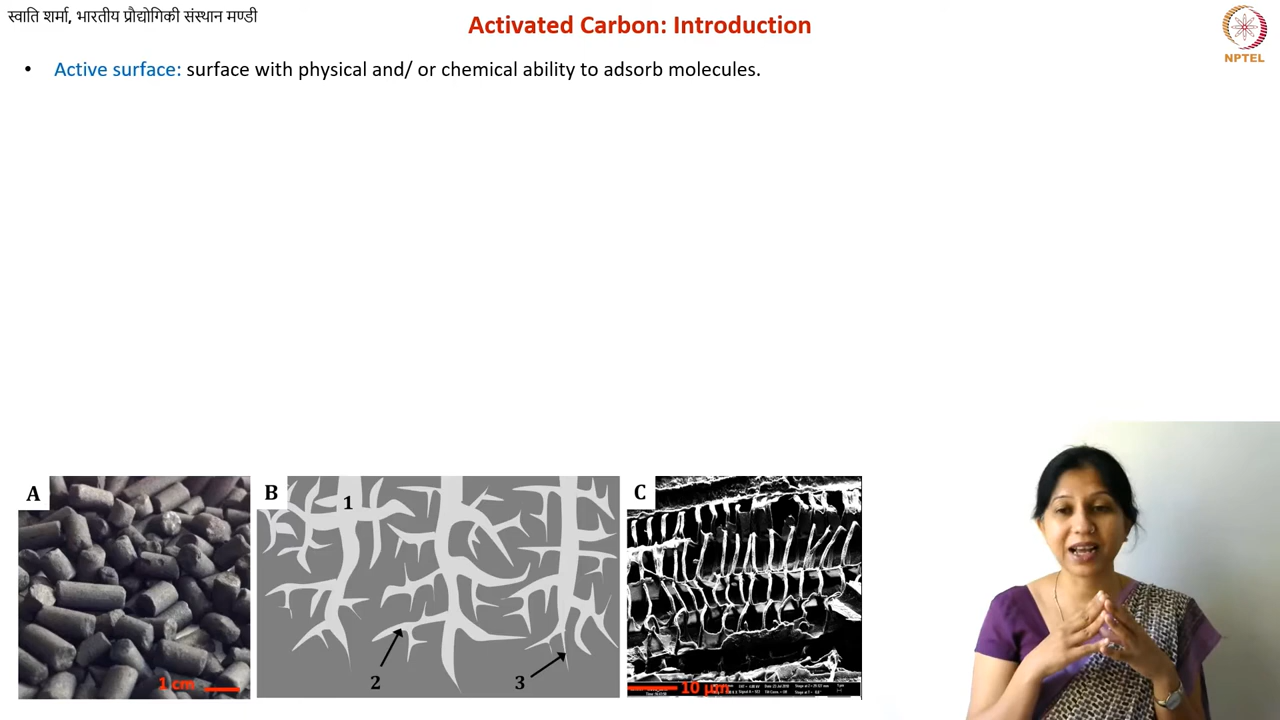 स्वाति शर्मा, भारतीय प्रौद्योगिकी संस्थान मण्डी
Activated Carbon: Introduction
NPTEL
• Active surface: surface with physical and/ or chemical ability to adsorb molecules.
A
B
C
1
2
3
1 cm
10 µm